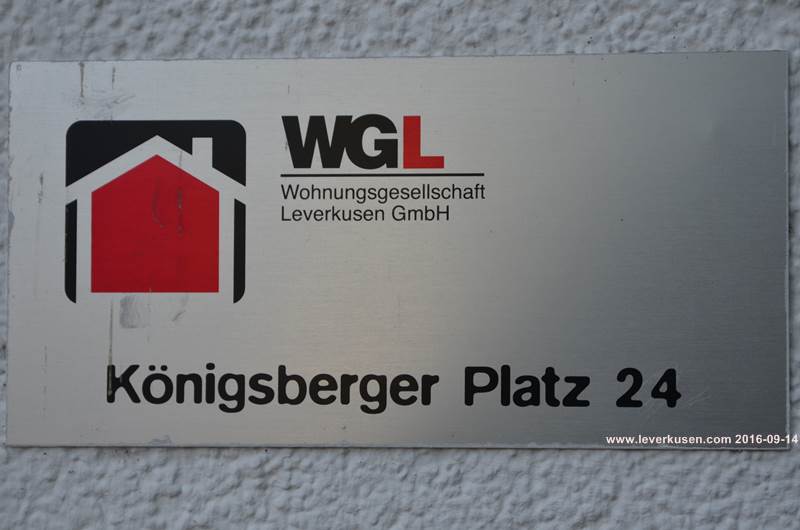 WGL
Wohnungsgesellschaft
Leverkusen GmbH
Königsberger Platz 24
www.leverkusen.com 2016-09-14